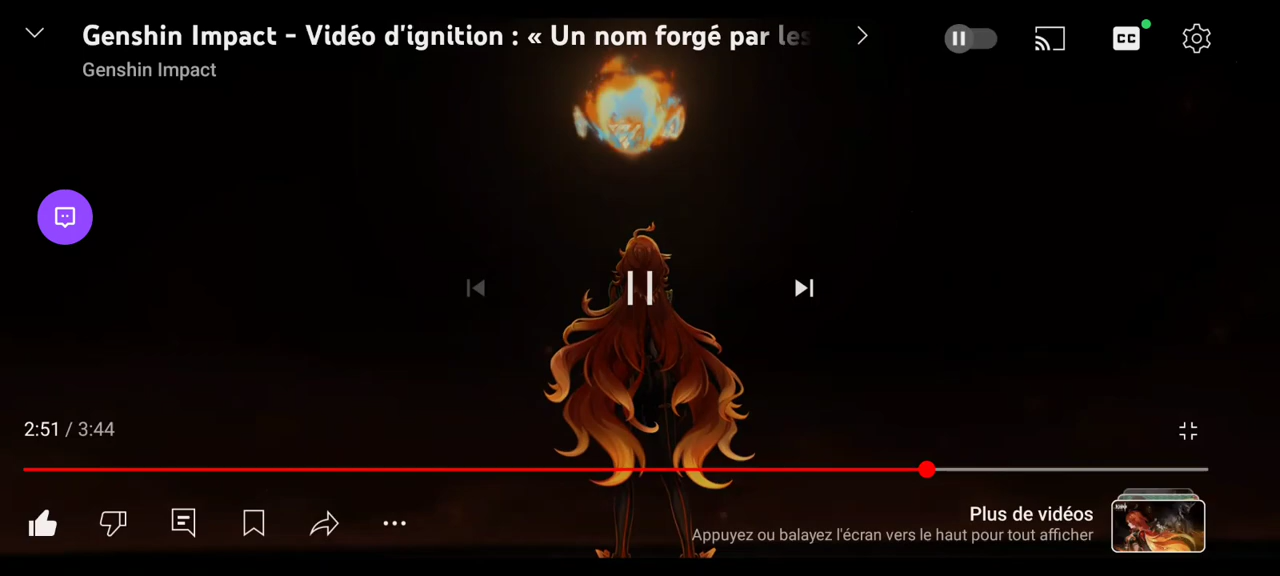 Genshin Impact - Vidéo d'ignition : « Un nom forgé par les
Genshin Impact
CC
2:51 / 3:44
Plus de vidéos
Appuyez ou balayez l'écran vers le haut pour tout afficher